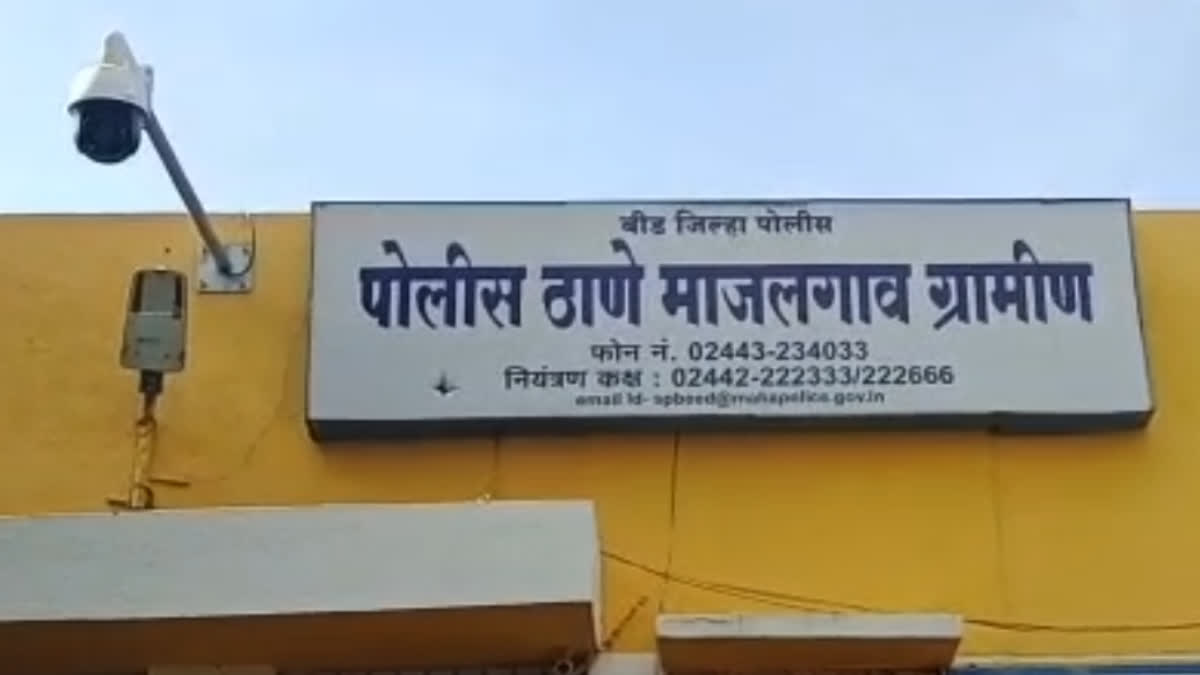 बीड जिल्हा पोलीस
पोलीस ठाणे माजलगाव ग्रामीण
फोन नं. 02443-234033
नियंत्रण कक्ष : 02442-222333/222666
email Id- spbeed@mahapolice.gov.in